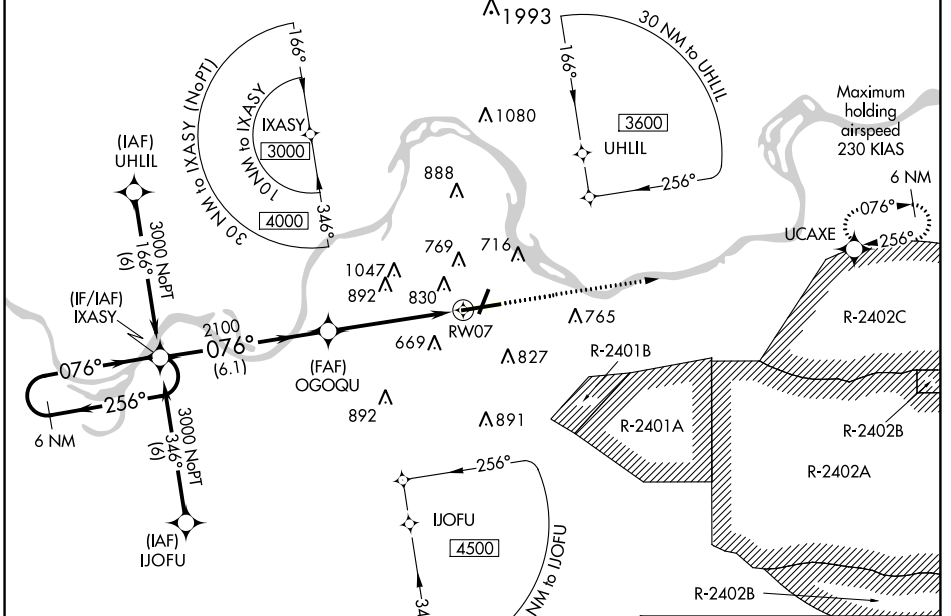 1993
30 NM to UHLIL
166°
3600
UHLIL
256°
30 NM to IXASY (NoPT)
10 NM to IXASY
166°
IXASY
3000
4000
346°
1080
Maximum
holding
airspeed
230 KIAS
6 NM
076°
256°
UCAXE
(IAF)
UHLIL
3000 NoPT
166°
(6)
888
769
716
1047
892
830
RW07
765
669
827
892
891
(IF/IAF)
IXASY
2100
076°
(6.1)
(FAF)
OGOQU
076°
256°
6 NM
3000 NoPT
346°
(6)
(IAF)
IJOFU
256°
IJOFU
4500
NM to IJOFU
34
R-2401B
R-2401A
R-2402C
R-2402B
R-2402A
R-2402B